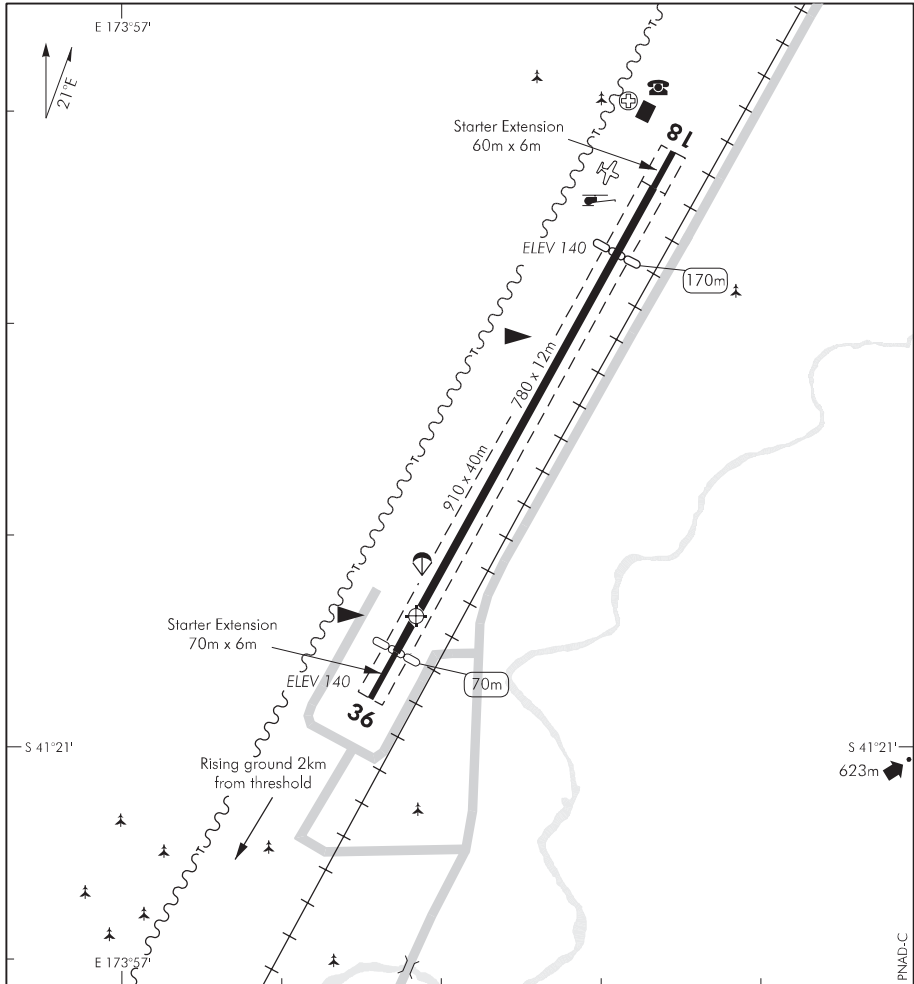 E 173°57'
21°E
Starter Extension
60m x 6m
18
ELEV 140
170m
780 x 12m
910 x 40m
Starter Extension
70m x 6m
ELEV 140
70m
36
S 41°21'
S 41°21'
Rising ground 2km
from threshold
623m
E 173°57'
PNAD-C